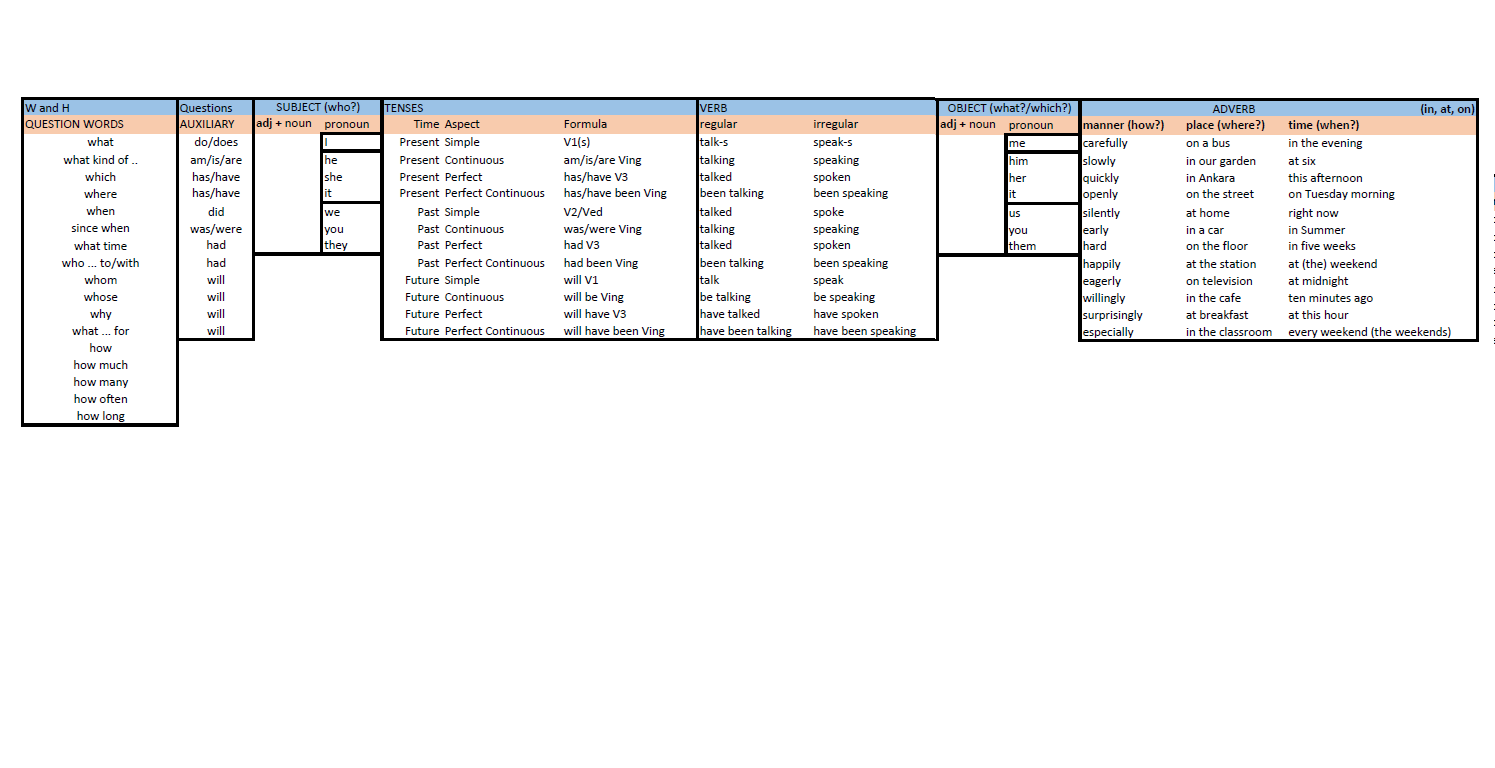 W and H Questions SUBJECT (who?) TENSES VERB OBJECT (what?/which?) ADVERB (in, at, on)
QUESTION WORDS AUXILIARY adj + noun pronoun Time Aspect Formula regular irregular adj + noun pronoun manner (how?) place (where?) time (when?)
what do/does I Present Simple V1(s) talk-s speak-s me carefully on a bus in the evening
what kind of .. am/is/are he Present Continuous am/is/are Ving talking speaking him slowly in our garden at six
which has/have she Present Perfect has/have V3 talked spoken her quickly in Ankara this afternoon
where has/have it Present Perfect Continuous has/have been Ving been talking been speaking it openly on the street on Tuesday morning
when did we Past Simple V2/Ved talked spoke us silently at home right now
since when was/were you Past Continuous was/were Ving talking speaking you early in a car in Summer
what time had they Past Perfect had V3 talked spoken them hard on the floor in five weeks
who ... to/with had Past Perfect Continuous had been Ving been talking been speaking happily at the station at (the) weekend
whom will Future Simple will V1 talk speak eagerly on television at midnight
whose will Future Continuous will be Ving be talking be speaking willingly in the cafe ten minutes ago
why will Future Perfect will have V3 have talked have spoken surprisingly at breakfast at this hour
what ... for will Future Perfect Continuous will have been Ving have been talking have been speaking especially in the classroom every weekend (the weekends)
how
how much
how many
how often
how long